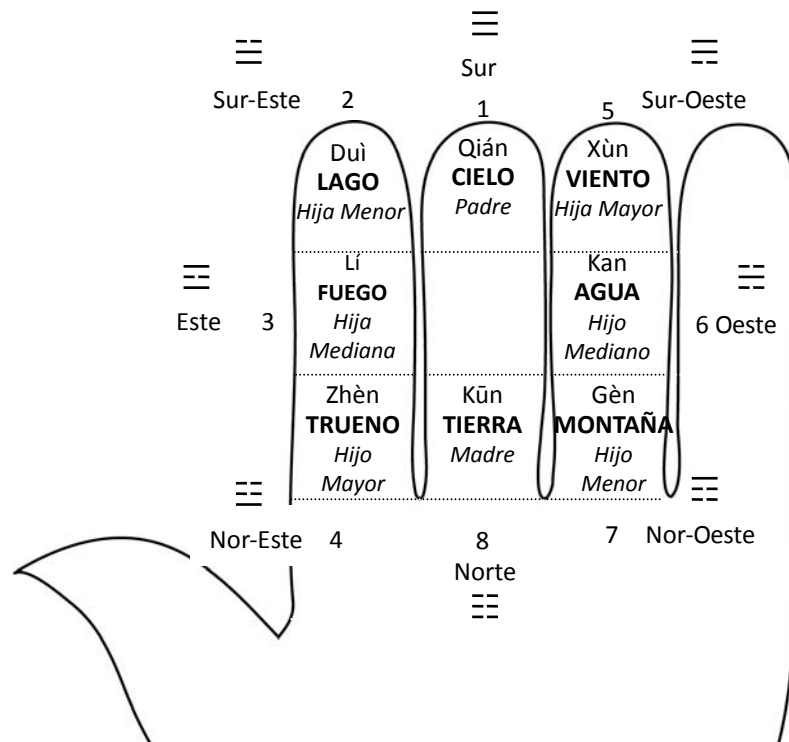 ☰
☱
☴
Sur
Sur-Este
Sur-Oeste
2
1
5
Duì
LAGO
Hija Menor
Qián
CIELO
Padre
Xùn
VIENTO
Hija Mayor
☲
Este
3
Lí
FUEGO
Hija
Mediana
Kan
AGUA
Hijo
Mediano
☵
6 Oeste
Zhèn
TRUENO
Hijo
Mayor
Kūn
TIERRA
Madre
Gèn
MONTAÑA
Hijo
Menor
☳
Nor-Este
4
8
Norte
☷
7
Nor-Oeste
☶